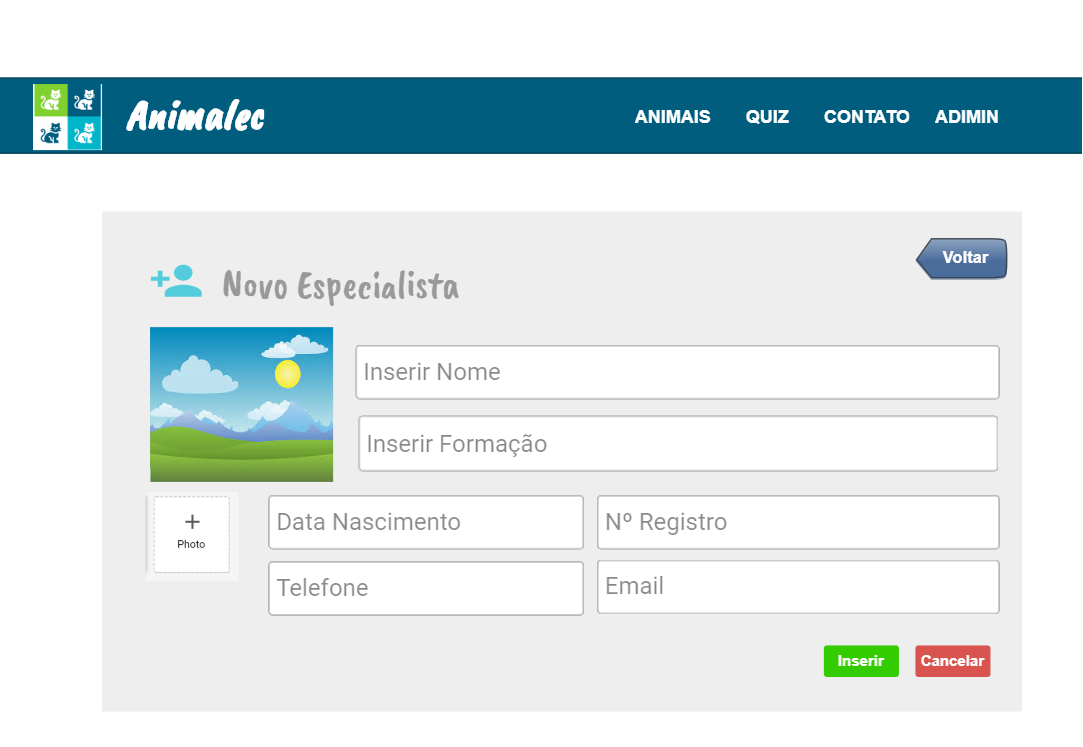 Animalec
ANIMAIS QUIZ CONTATO ADIMIN
Voltar
Novo Especialista
Inserir Nome
Inserir Formação
+
Photo
Data Nascimento
Nº Registro
Telefone
Email
Inserir
Cancelar